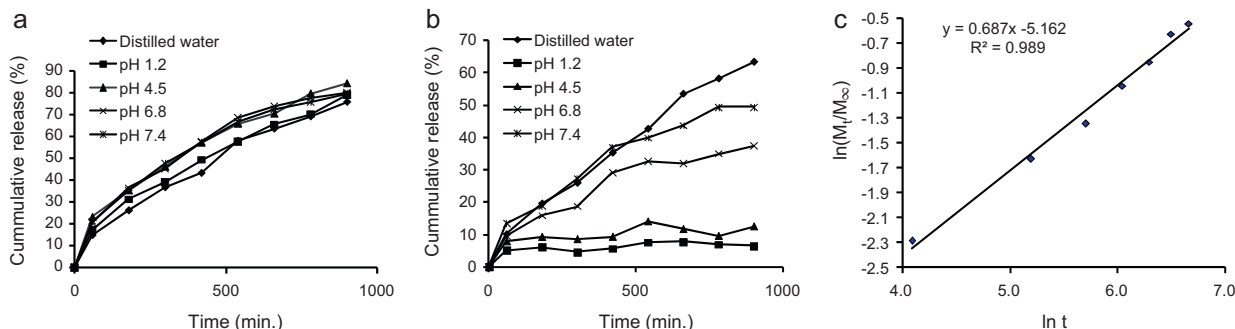 a
Cummulative release (%)
90
80
70
60
50
40
30
20
10
0
Distilled water
pH 1.2
pH 4.5
pH 6.8
pH 7.4
0
500
1000
Time (min.)
b
Cummulative release (%)
70
60
50
40
30
20
10
0
Distilled water
pH 1.2
pH 4.5
pH 6.8
pH 7.4
0
500
1000
Time (min.)
c
ln(Mt/M∞)
-0.5
-0.7
-0.9
-1.1
-1.3
-1.5
-1.7
-1.9
-2.1
-2.3
-2.5
y = 0.687x -5.162
R² = 0.989
4.0
5.0
6.0
7.0
ln t